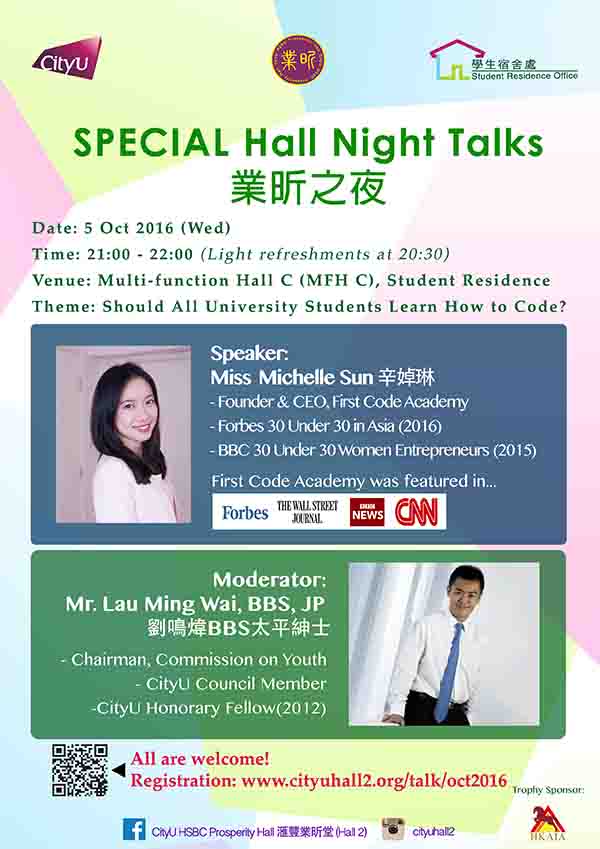 CityU
業昕
學生宿舍處
Student Residence Office
SPECIAL Hall Night Talks
業昕之夜
Date: 5 Oct 2016 (Wed)
Time: 21:00 - 22:00 (Light refreshments at 20:30)
Venue: Multi-function Hall C (MFH C), Student Residence
Theme: Should All University Students Learn How to Code?
Speaker:
Miss Michelle Sun 辛婥琳
- Founder & CEO, First Code Academy
- Forbes 30 Under 30 in Asia (2016)
- BBC 30 Under 30 Women Entrepreneurs (2015)
First Code Academy was featured in...
Forbes THE WALL STREET JOURNAL BBC NEWS CNN
Moderator:
Mr. Lau Ming Wai, BBS, JP
劉鳴煒BBS太平紳士
- Chairman, Commission on Youth
- CityU Council Member
-CityU Honorary Fellow(2012)
All are welcome!
Registration: www.cityuhall2.org/talk/oct2016
Trophy Sponsor:
HKATA
CityU HSBC Prosperity Hall 滙豐業昕堂 (Hall 2) cityuhall2